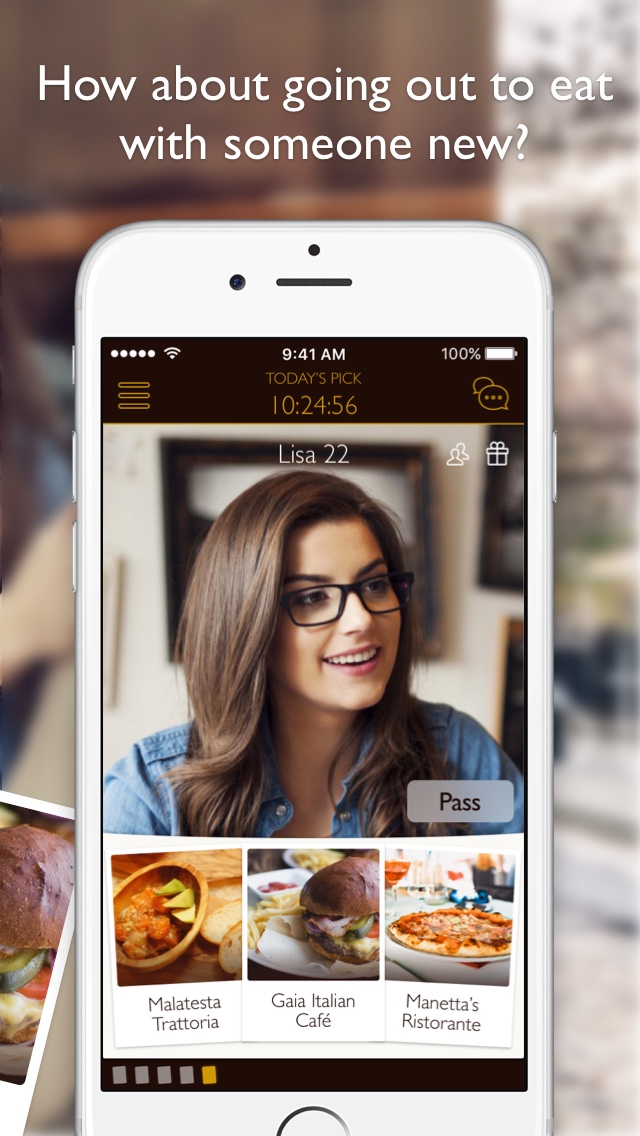 How about going out to eat
with someone new?
9:41 AM
100%
TODAY'S PICK
10:24:56
Lisa 22
Pass
Malatesta
Trattoria
Gaia Italian
Café
Manetta's
Ristorante